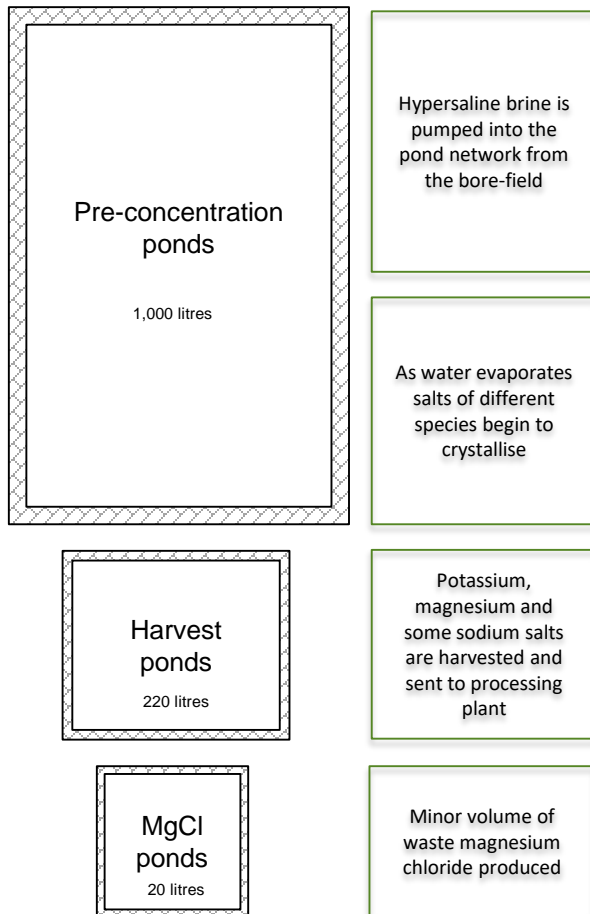 Pre-concentration
ponds
1,000 litres
Hypersaline brine is
pumped into the
pond network from
the bore-field
As water evaporates
salts of different
species begin to
crystallise
Harvest
ponds
220 litres
Potassium,
magnesium and
some sodium salts
are harvested and
sent to processing
plant
MgCl
ponds
20 litres
Minor volume of
waste magnesium
chloride produced